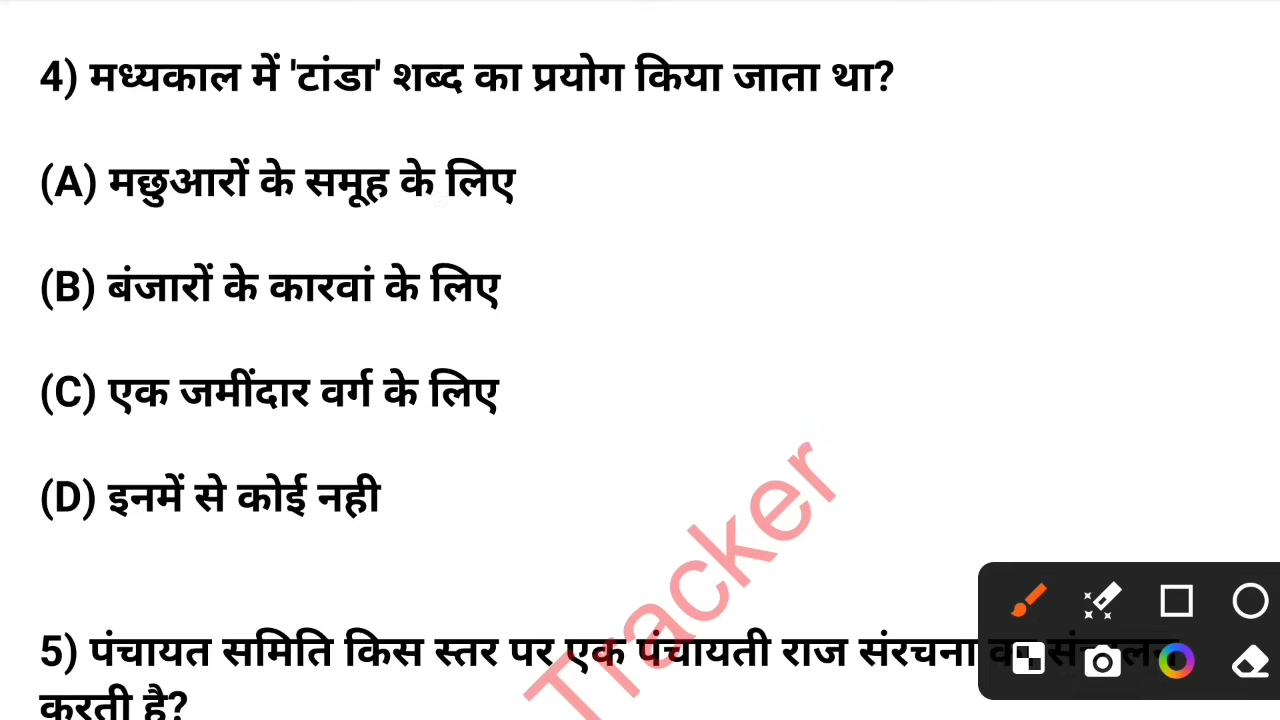 4) मध्यकाल में 'टांडा' शब्द का प्रयोग किया जाता था?
(A) मछुआरों के समूह के लिए
(B) बंजारों के कारवां के लिए
(C) एक जमींदार वर्ग के लिए
(D) इनमें से कोई नही
Tracker
5) पंचायत समिति किस स्तर पर एक पंचायती राज संरचना का संचालन
करती है?